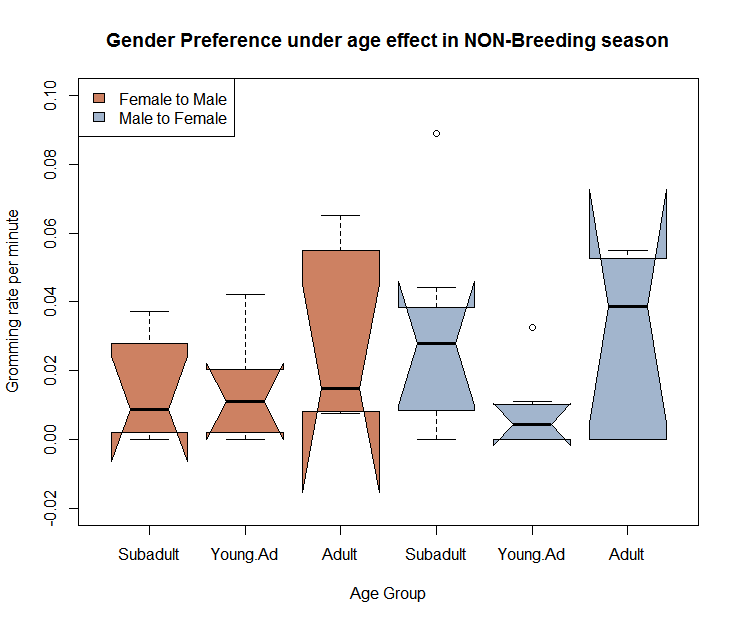 Gender Preference under age effect in NON-Breeding season
Female to Male
Male to Female
Gromming rate per minute
0.10
0.08
0.06
0.04
0.02
0.00
-0.02
Subadult Young.Ad Adult Subadult Young.Ad Adult
Age Group